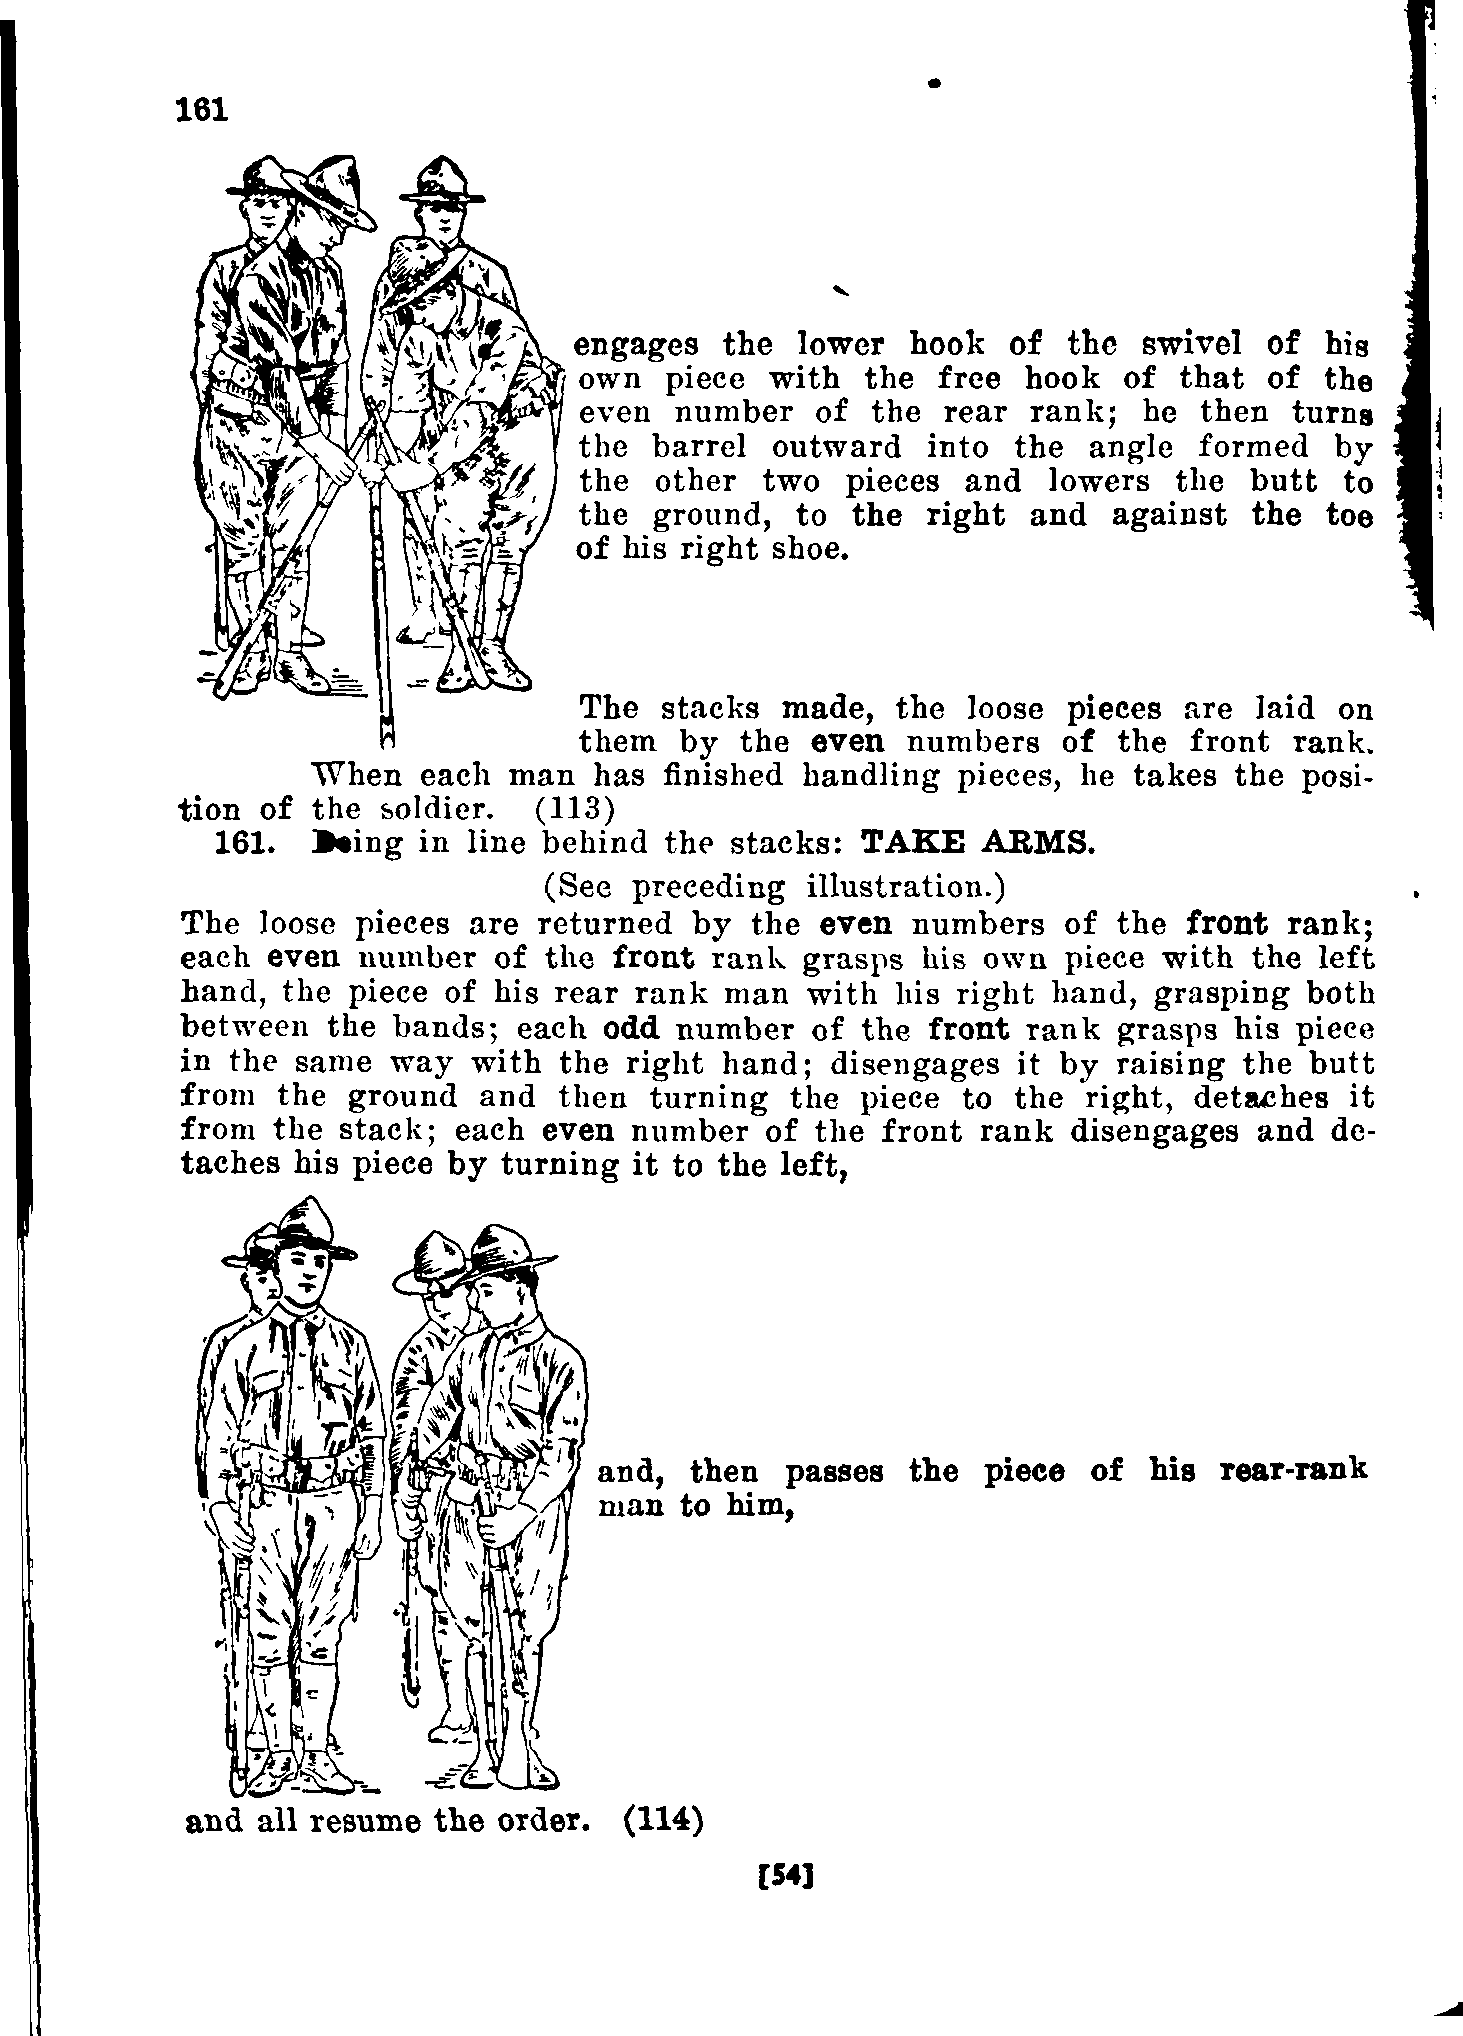 161
engages the lower hook of the swivel of his
own piece with the free hook of that of the
even number of the rear rank; he then turns
the barrel outward into the angle formed by
the other two pieces and lowers the butt to
the ground, to the right and against the toe
of his right shoe.
The stacks made, the loose pieces are laid on
them by the even numbers of the front rank.
When each man has finished handling pieces, he takes the posi-
tion of the soldier. (113)
161. Being in line behind the stacks: TAKE ARMS.
(See preceding illustration.)
The loose pieces are returned by the even numbers of the front rank;
each even number of the front rank grasps his own piece with the left
hand, the piece of his rear rank man with his right hand, grasping both
between the bands; each odd number of the front rank grasps his piece
in the same way with the right hand; disengages it by raising the butt
from the ground and then turning the piece to the right, detaches it
from the stack; each even number of the front rank disengages and de-
taches his piece by turning it to the left,
and, then passes the piece of his rear-rank
man to him,
and all resume the order. (114)
[54]